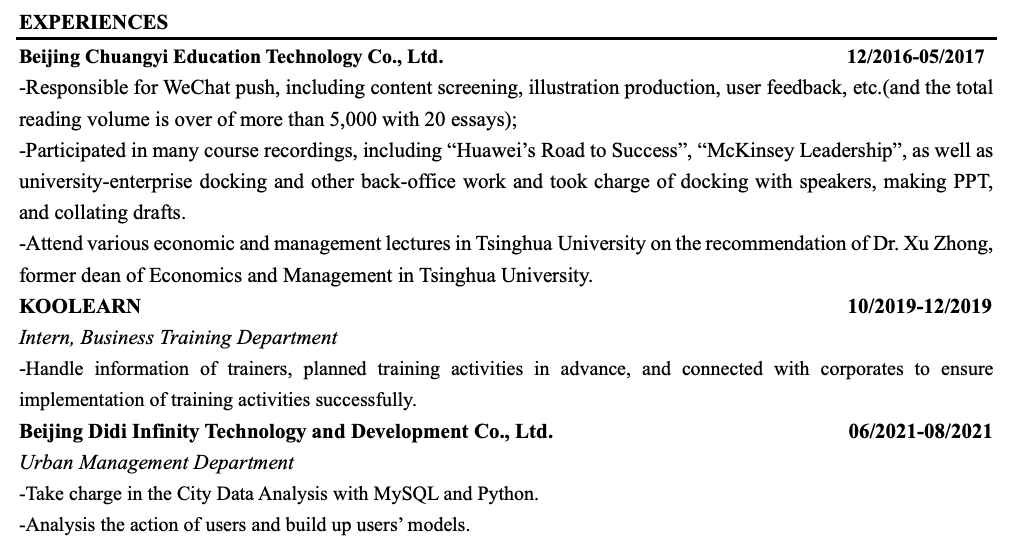 EXPERIENCES
Beijing Chuangyi Education Technology Co., Ltd. 12/2016-05/2017
-Responsible for WeChat push, including content screening, illustration production, user feedback, etc.(and the total
reading volume is over of more than 5,000 with 20 essays);
-Participated in many course recordings, including “Huawei’s Road to Success”, “McKinsey Leadership”, as well as
university-enterprise docking and other back-office work and took charge of docking with speakers, making PPT,
and collating drafts.
-Attend various economic and management lectures in Tsinghua University on the recommendation of Dr. Xu Zhong,
former dean of Economics and Management in Tsinghua University.
KOOLEARN 10/2019-12/2019
Intern, Business Training Department
-Handle information of trainers, planned training activities in advance, and connected with corporates to ensure
implementation of training activities successfully.
Beijing Didi Infinity Technology and Development Co., Ltd. 06/2021-08/2021
Urban Management Department
-Take charge in the City Data Analysis with MySQL and Python.
-Analysis the action of users and build up users’ models.